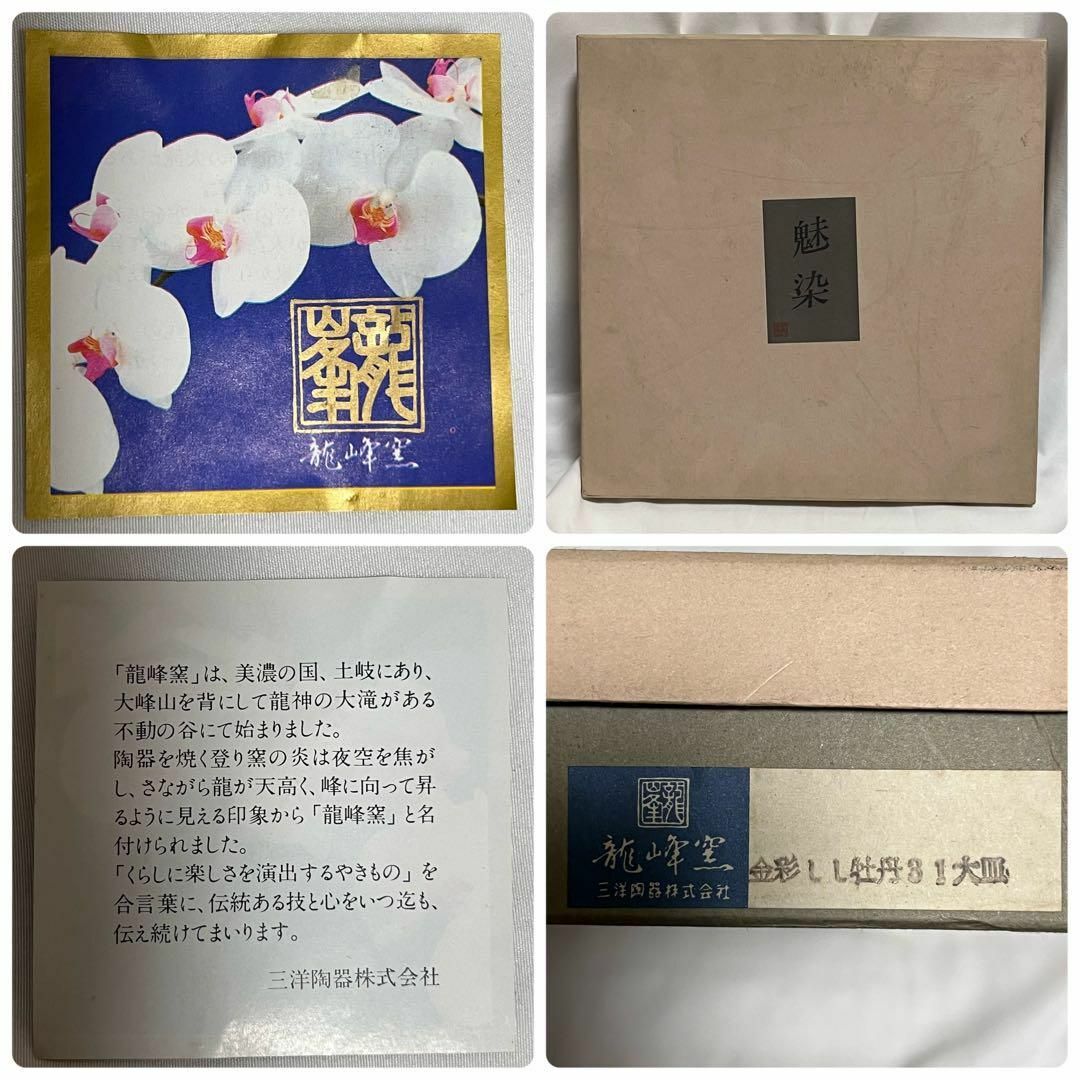 龍峯
龍峰窯
魅
染
「龍峰窯」は、美濃の国、土岐にあり、
大峰山を背にして龍神の大滝がある
不動の谷にて始まりました。
陶器を焼く登り窯の炎は夜空を焦が
し、さながら龍が天高く、峰に向って昇
るように見える印象から「龍峰窯」と名
付けられました。
「くらしに楽しさを演出するやきもの」を
合言葉に、伝統ある技と心をいつ迄も、
伝え続けてまいります。
三洋陶器株式会社
龍峯
龍峰窯
三洋陶器株式会社
金彩LL牡丹31大皿